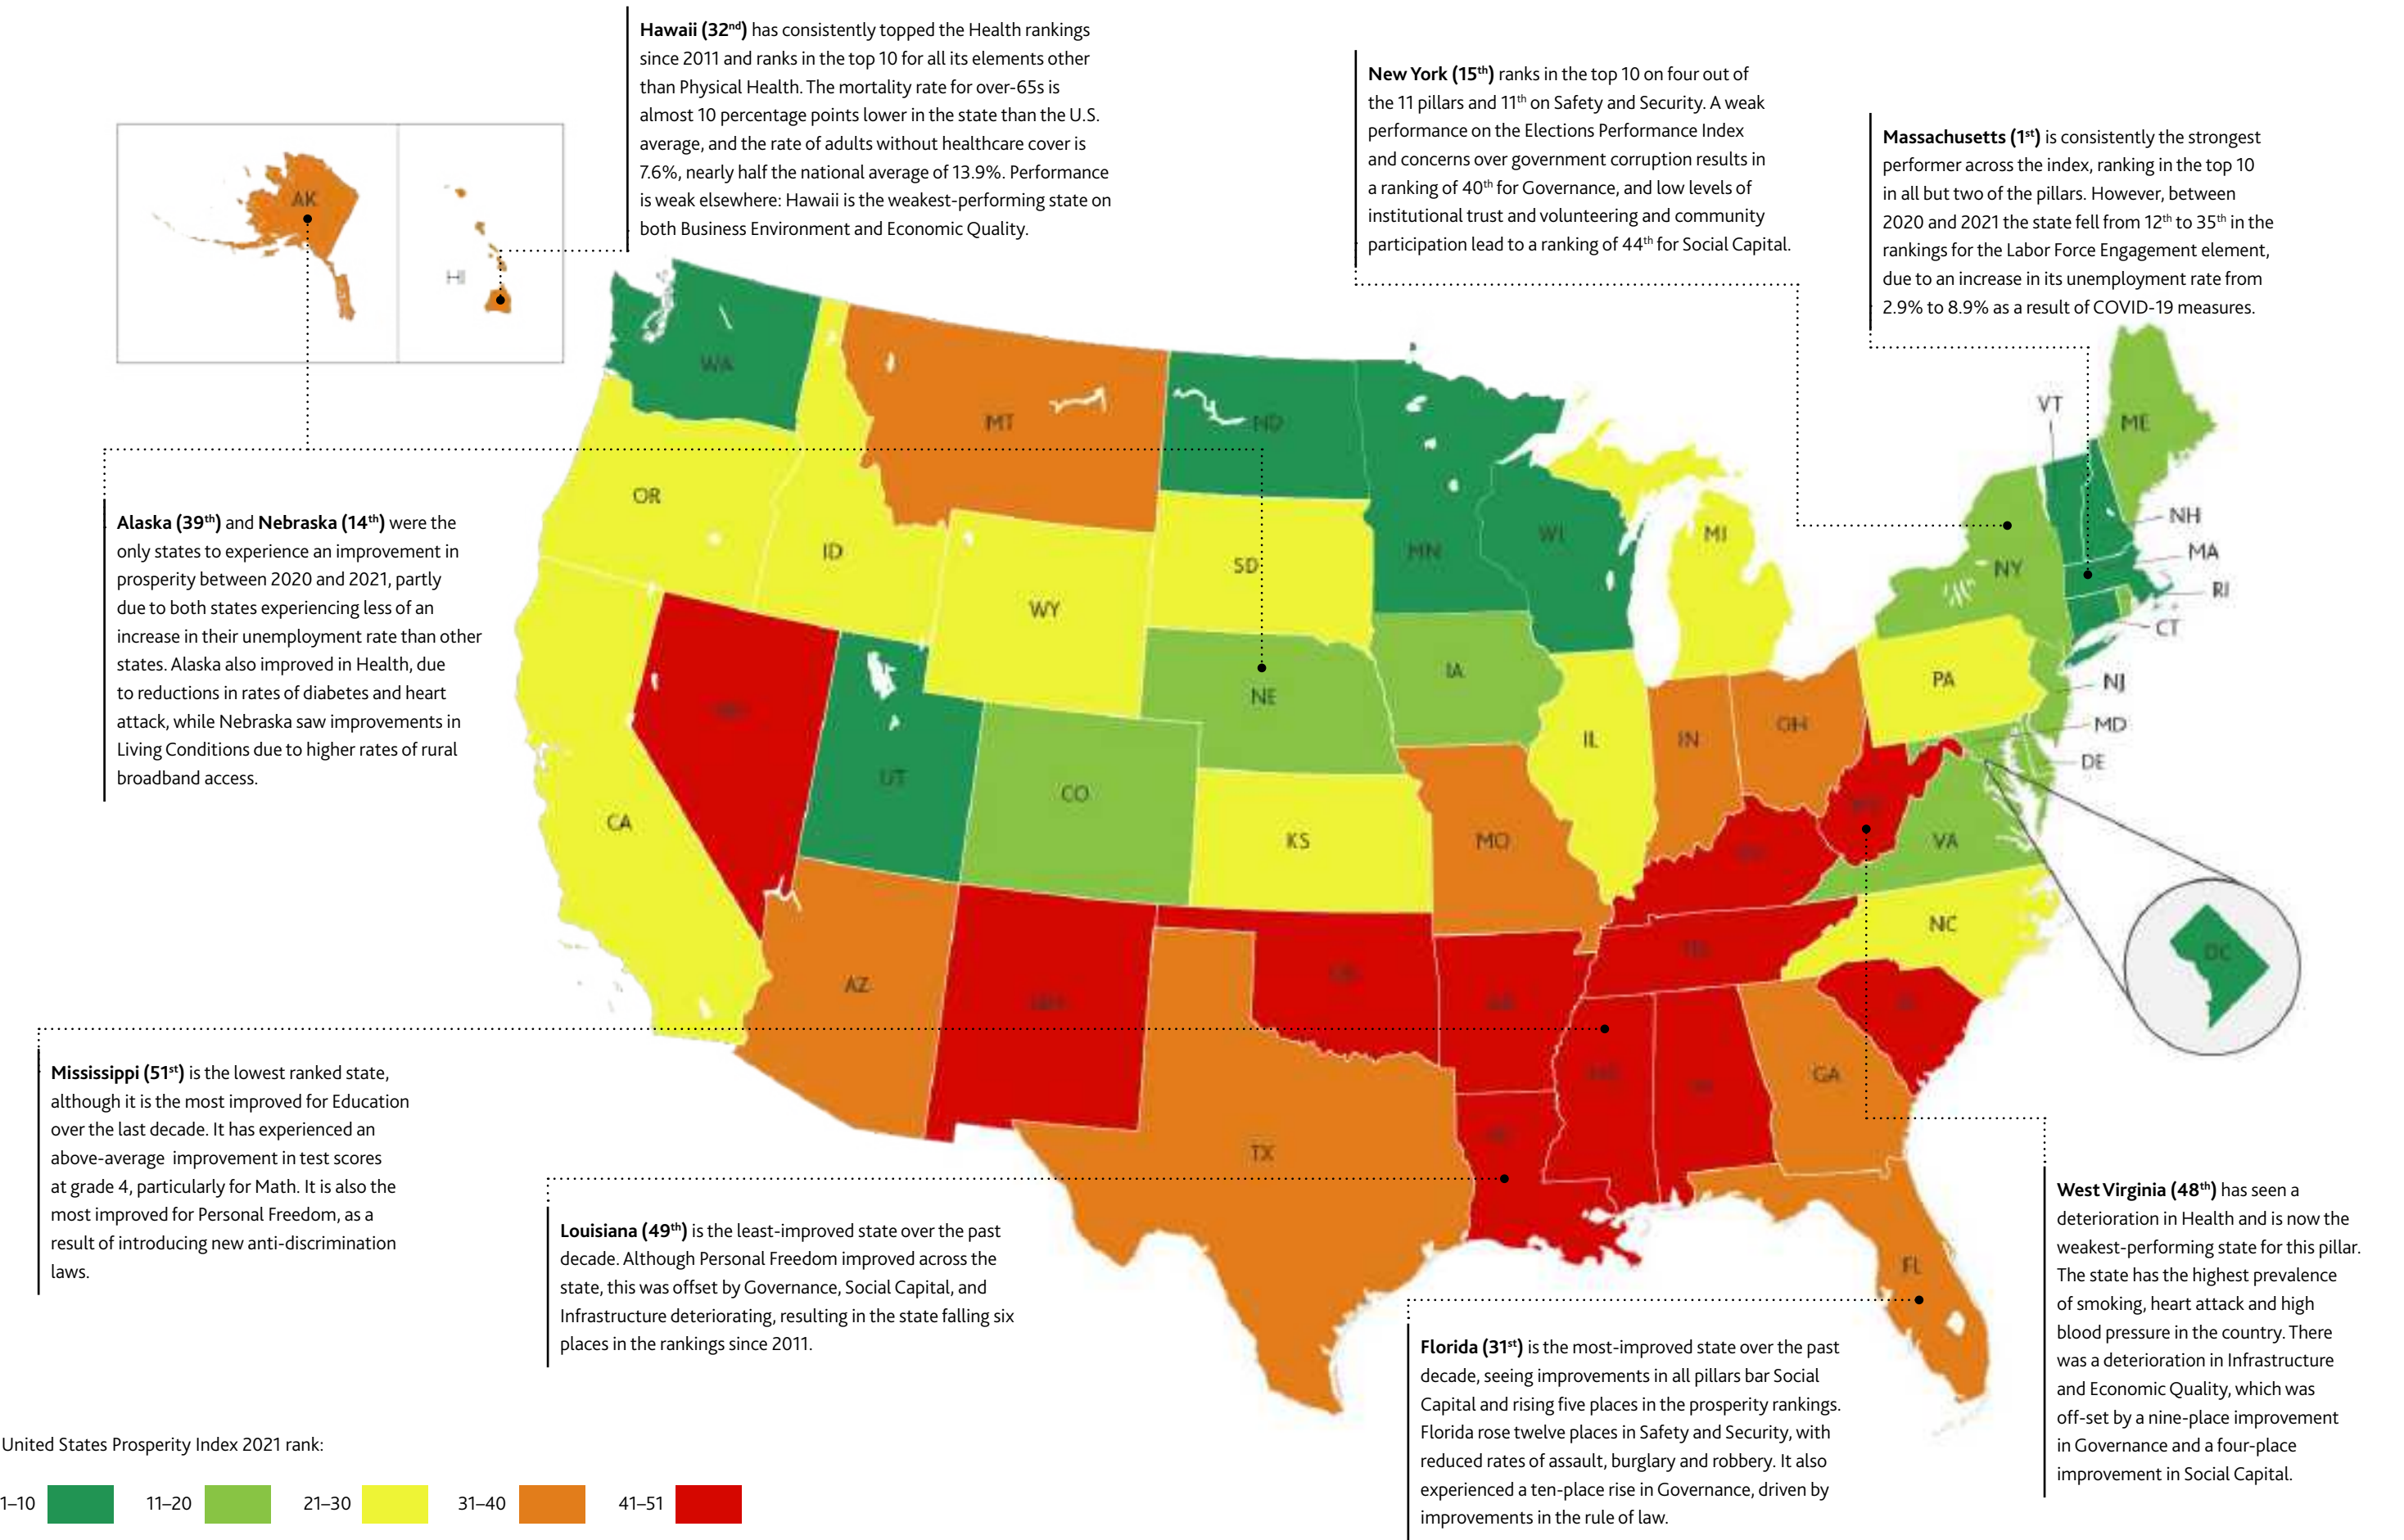 Hawaii (32nd) has consistently topped the Health rankings
since 2011 and ranks in the top 10 for all its elements other
than Physical Health. The mortality rate for over-65s is
almost 10 percentage points lower in the state than the U.S.
average, and the rate of adults without healthcare cover is
7.6%, nearly half the national average of 13.9%. Performance
is weak elsewhere: Hawaii is the weakest-performing state on
both Business Environment and Economic Quality.
New York (15th) ranks in the top 10 on four out of
the 11 pillars and 11th on Safety and Security. A weak
performance on the Elections Performance Index
and concerns over government corruption results in
a ranking of 40th for Governance, and low levels of
institutional trust and volunteering and community
participation lead to a ranking of 44th for Social Capital.
Massachusetts (1st) is consistently the strongest
performer across the index, ranking in the top 10
in all but two of the pillars. However, between
2020 and 2021 the state fell from 12th to 35th in the
rankings for the Labor Force Engagement element,
due to an increase in its unemployment rate from
2.9% to 8.9% as a result of COVID-19 measures.
AK
HI
WA
MT
ND
VT
ME
OR
ID
SD
MN
WI
MI
NY
NH
MA
RI
CT
WY
NE
IA
PA
NJ
MD
DE
UT
CO
IL
IN
OH
CA
KS
MO
VA
NC
DC
AZ
GA
TX
FL
Alaska (39th) and Nebraska (14th) were the
only states to experience an improvement in
prosperity between 2020 and 2021, partly
due to both states experiencing less of an
increase in their unemployment rate than other
states. Alaska also improved in Health, due
to reductions in rates of diabetes and heart
attack, while Nebraska saw improvements in
Living Conditions due to higher rates of rural
broadband access.
Mississippi (51st) is the lowest ranked state,
although it is the most improved for Education
over the last decade. It has experienced an
above-average improvement in test scores
at grade 4, particularly for Math. It is also the
most improved for Personal Freedom, as a
result of introducing new anti-discrimination
laws.
Louisiana (49th) is the least-improved state over the past
decade. Although Personal Freedom improved across the
state, this was offset by Governance, Social Capital, and
Infrastructure deteriorating, resulting in the state falling six
places in the rankings since 2011.
Florida (31st) is the most-improved state over the past
decade, seeing improvements in all pillars bar Social
Capital and rising five places in the prosperity rankings.
Florida rose twelve places in Safety and Security, with
reduced rates of assault, burglary and robbery. It also
experienced a ten-place rise in Governance, driven by
improvements in the rule of law.
West Virginia (48th) has seen a
deterioration in Health and is now the
weakest-performing state for this pillar.
The state has the highest prevalence
of smoking, heart attack and high
blood pressure in the country. There
was a deterioration in Infrastructure
and Economic Quality, which was
off-set by a nine-place improvement
in Governance and a four-place
improvement in Social Capital.
United States Prosperity Index 2021 rank:
1–10
11–20
21–30
31–40
41–51